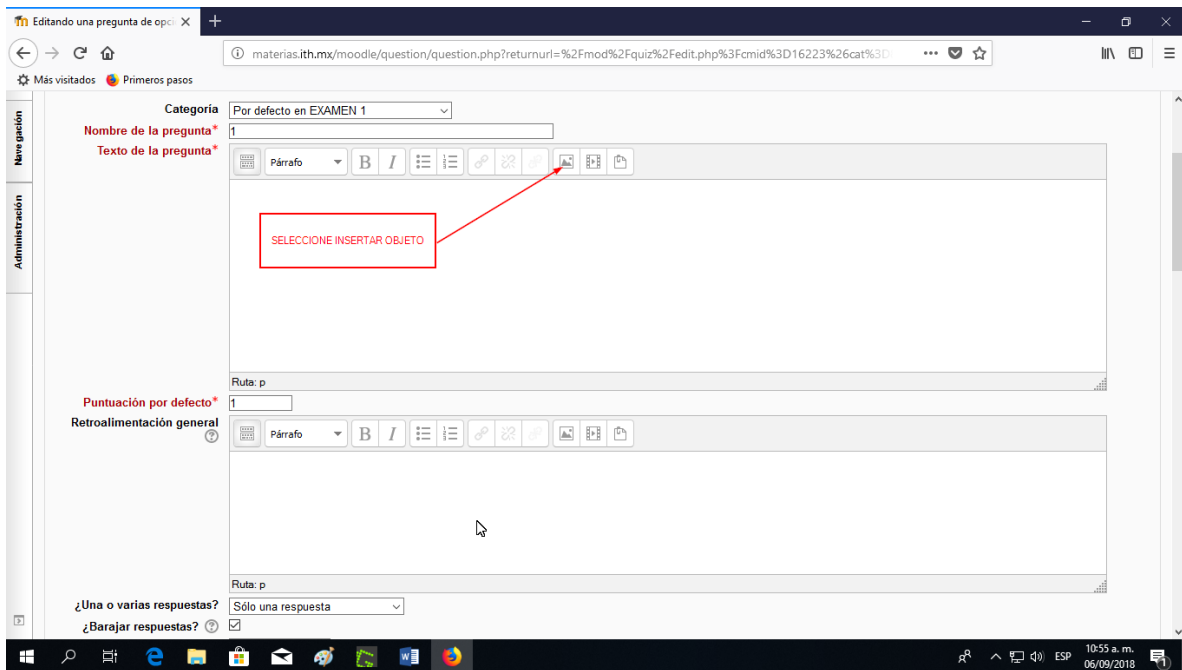 Editando una pregunta de opci
materias.ith.mx/moodle/question/question.php?returnurl=%2Fmod%2Fquiz%2Fedit.php%3Fcmid%3D16223%26cat%3D
Más visitados Primeros pasos
Navegación
Administración
Categoría Por defecto en EXAMEN 1
Nombre de la pregunta* 1
Texto de la pregunta*
Párrafo B I
SELECCIONE INSERTAR OBJETO
Ruta: p
Puntuación por defecto* 1
Retroalimentación general
Párrafo B I
Ruta: p
¿Una o varias respuestas? Sólo una respuesta
¿Barajar respuestas?
ESP
10:55 a. m.
06/09/2018